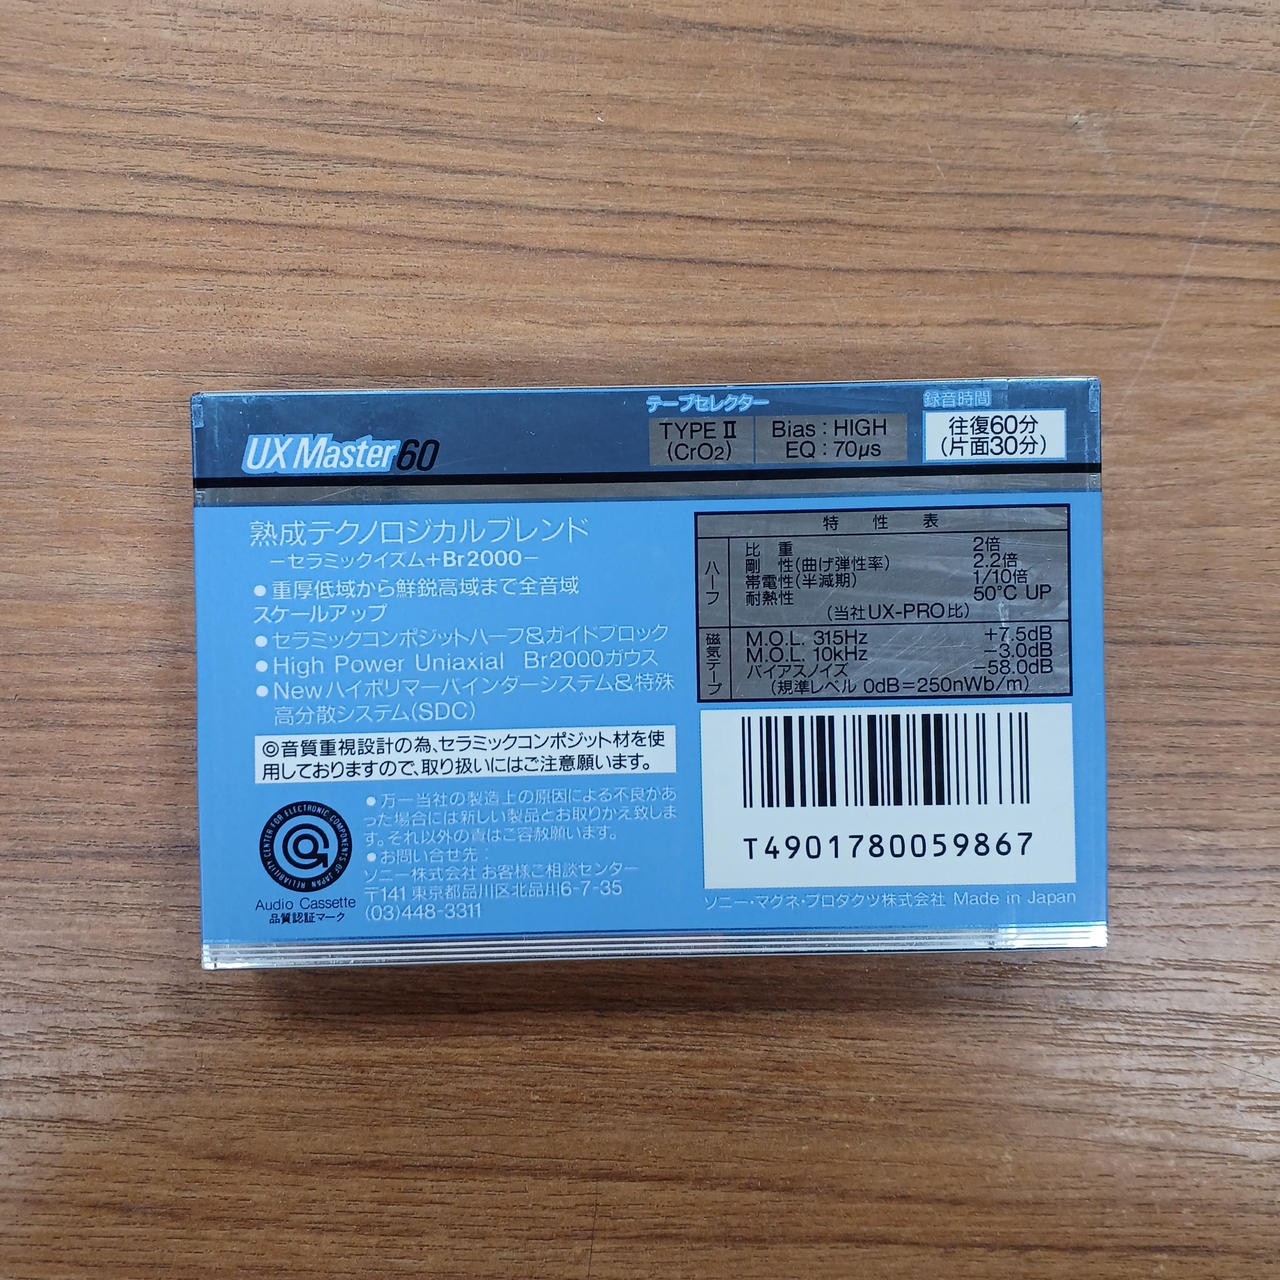 UX Master 60
テープセレクター
TYPE II
(CrO2)
Bias : HIGH
EQ : 70μs
録音時間
往復60分
(片面30分)
熟成テクノロジカルブレンド
−セラミックイズム+Br2000−
●重厚低域から鮮鋭高域まで全音域
スケールアップ
●セラミックコンポジットハーフ&ガイドブロック
●High Power Uniaxial Br2000ガウス
●Newハイポリマーバインダーシステム&特殊
高分散システム(SDC)
◎音質重視設計の為、セラミックコンポジット材を使
用しておりますので、取り扱いにはご注意願います。
RELIABILITY CENTER FOR ELECTRONIC COMPONENTS OF JAPAN
Audio Cassette
品質認証マーク
●万一当社の製造上の原因による不良があ
った場合には新しい製品とお取りかえ致しま
す。それ以外の責はご容赦願います。
●お問い合せ先：
ソニー株式会社 お客様ご相談センター
〒141 東京都品川区北品川6-7-35
(03)448-3311
特性表
ハーフ
比重 2倍
剛性(曲げ弾性率) 2.2倍
帯電性(半減期) 1/10倍
耐熱性 50°C UP
(当社UX-PRO比)
磁気テープ
M.O.L. 315Hz +7.5dB
M.O.L. 10kHz −3.0dB
バイアスノイズ −58.0dB
(規準レベル 0dB=250nWb/m)
T4901780059867
ソニー・マグネ・プロダクツ株式会社 Made in Japan